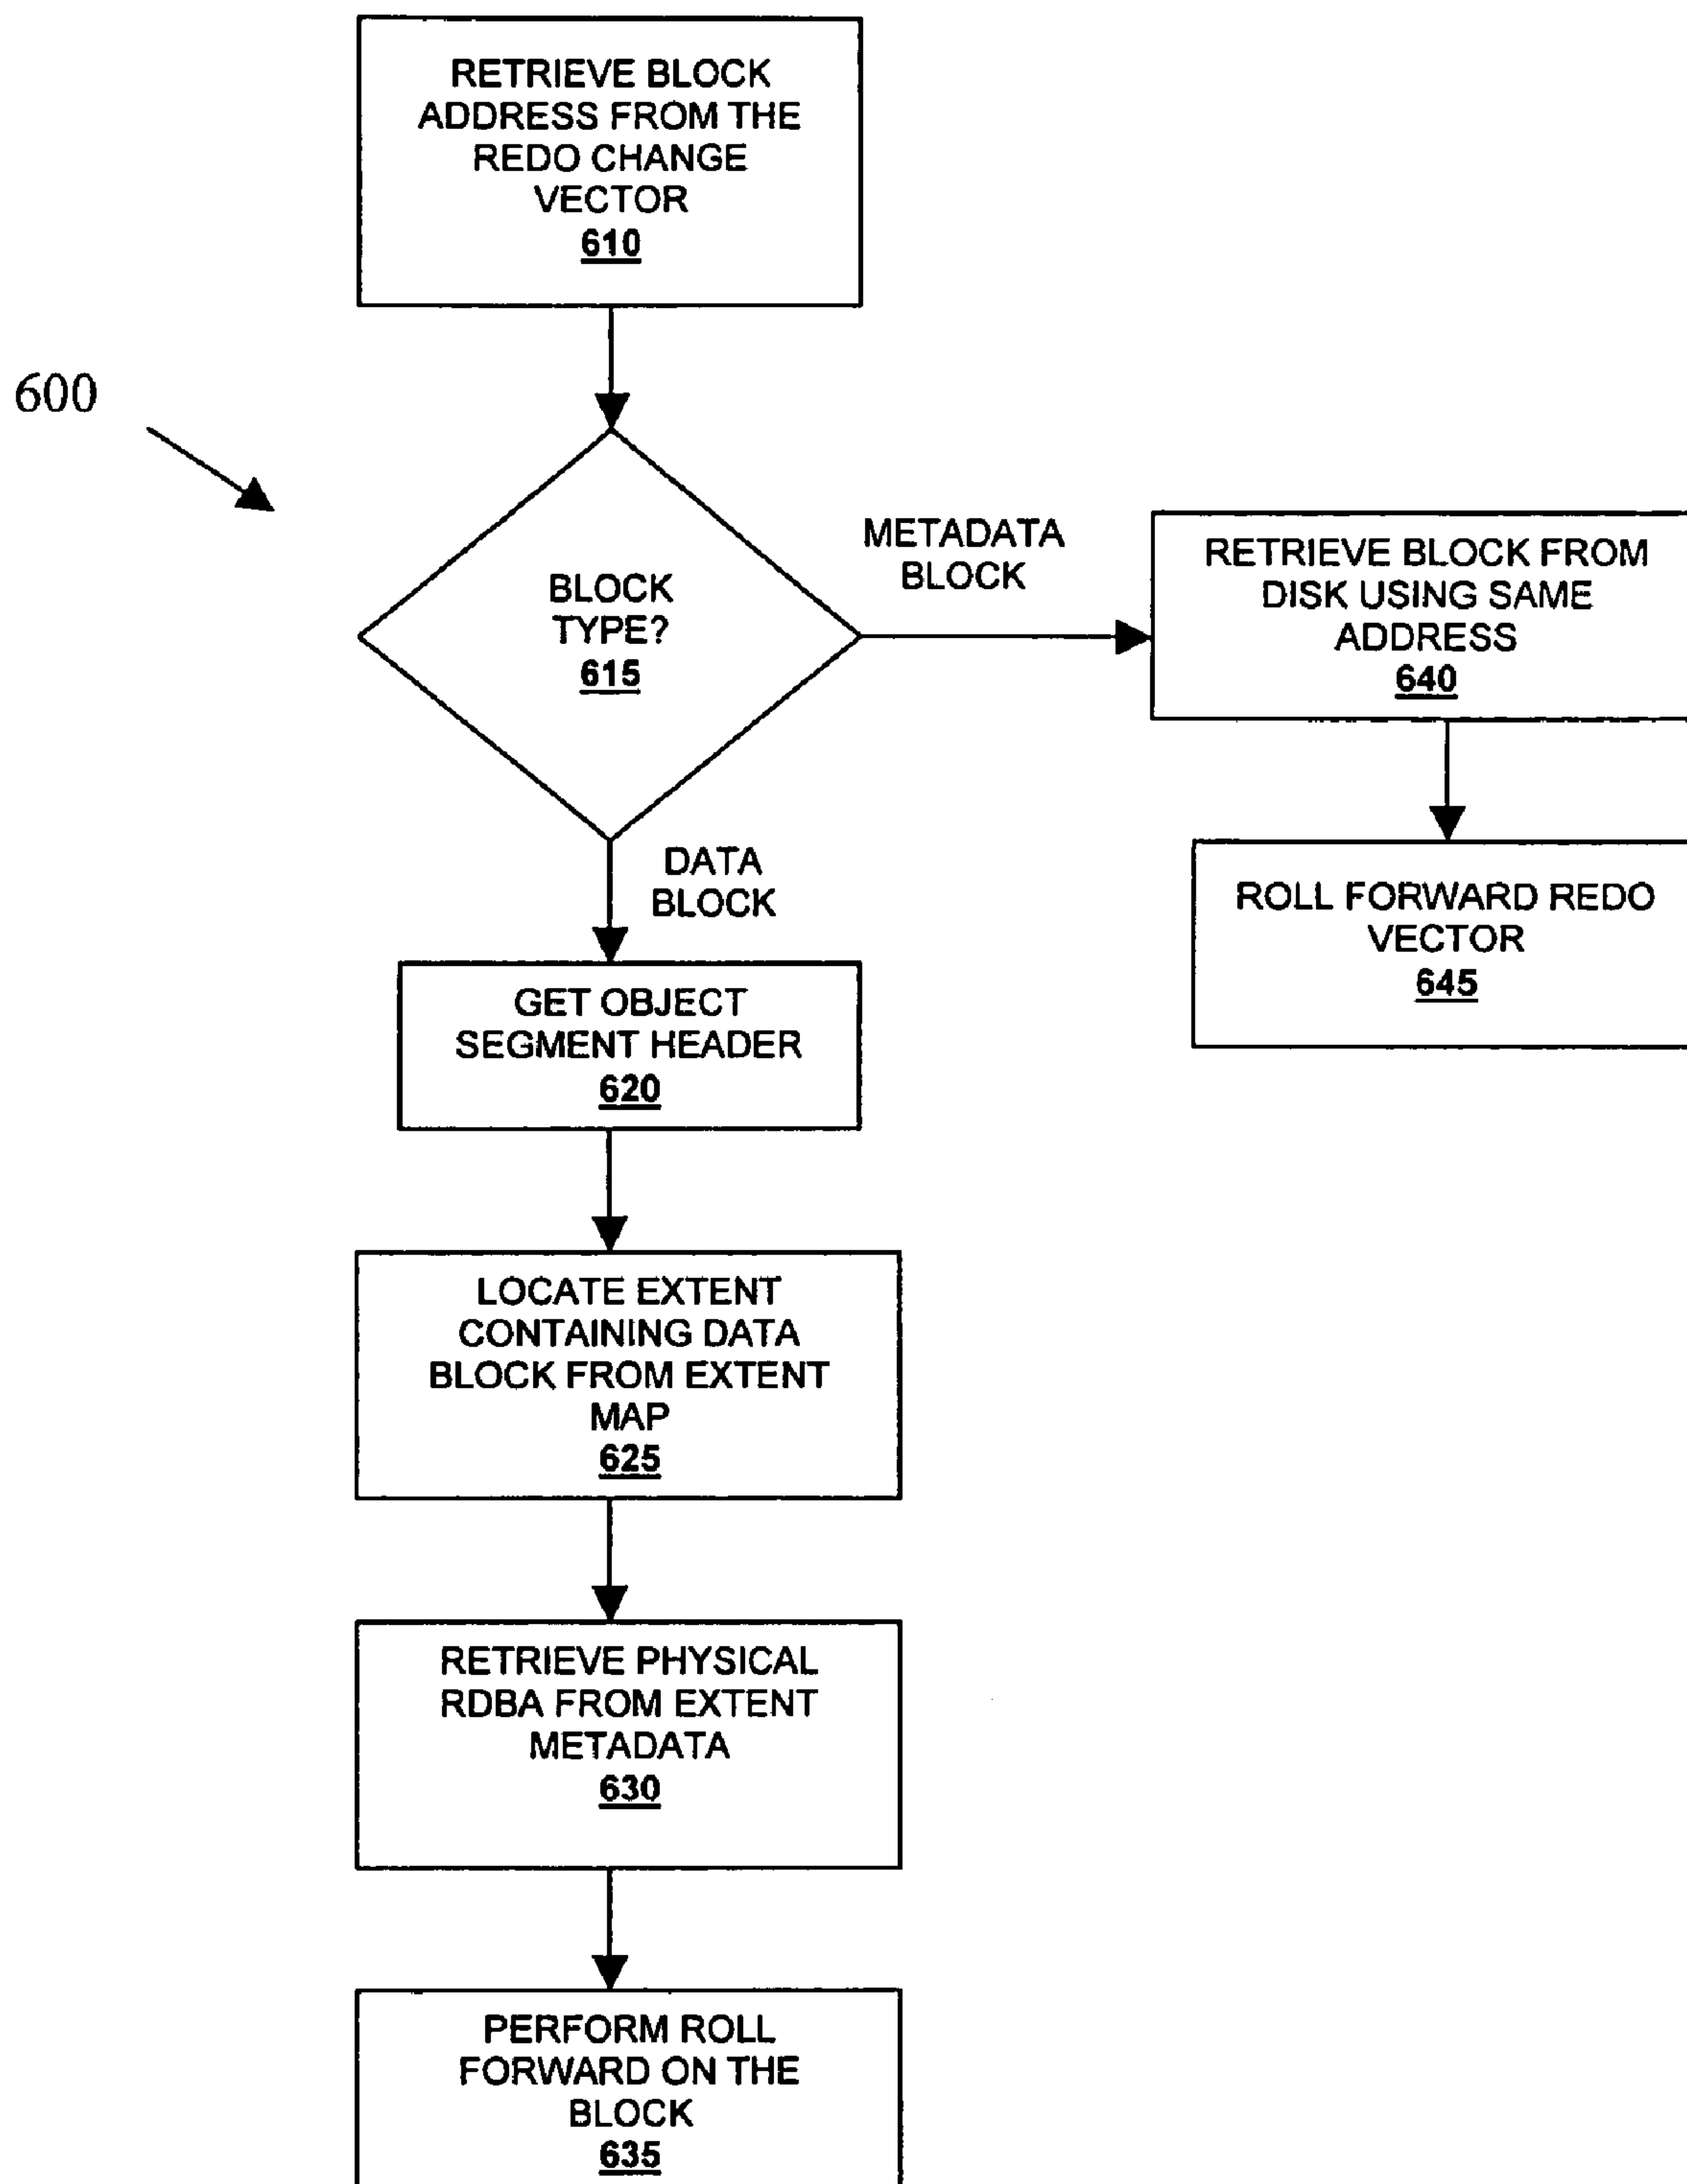 RETRIEVE BLOCK
ADDRESS FROM THE
REDO CHANGE
VECTOR
610
600
BLOCK
TYPE?
615
METADATA
BLOCK
RETRIEVE BLOCK FROM
DISK USING SAME
ADDRESS
640
ROLL FORWARD REDO
VECTOR
645
DATA
BLOCK
GET OBJECT
SEGMENT HEADER
620
LOCATE EXTENT
CONTAINING DATA
BLOCK FROM EXTENT
MAP
625
RETRIEVE PHYSICAL
RDBA FROM EXTENT
METADATA
630
PERFORM ROLL
FORWARD ON THE
BLOCK
635